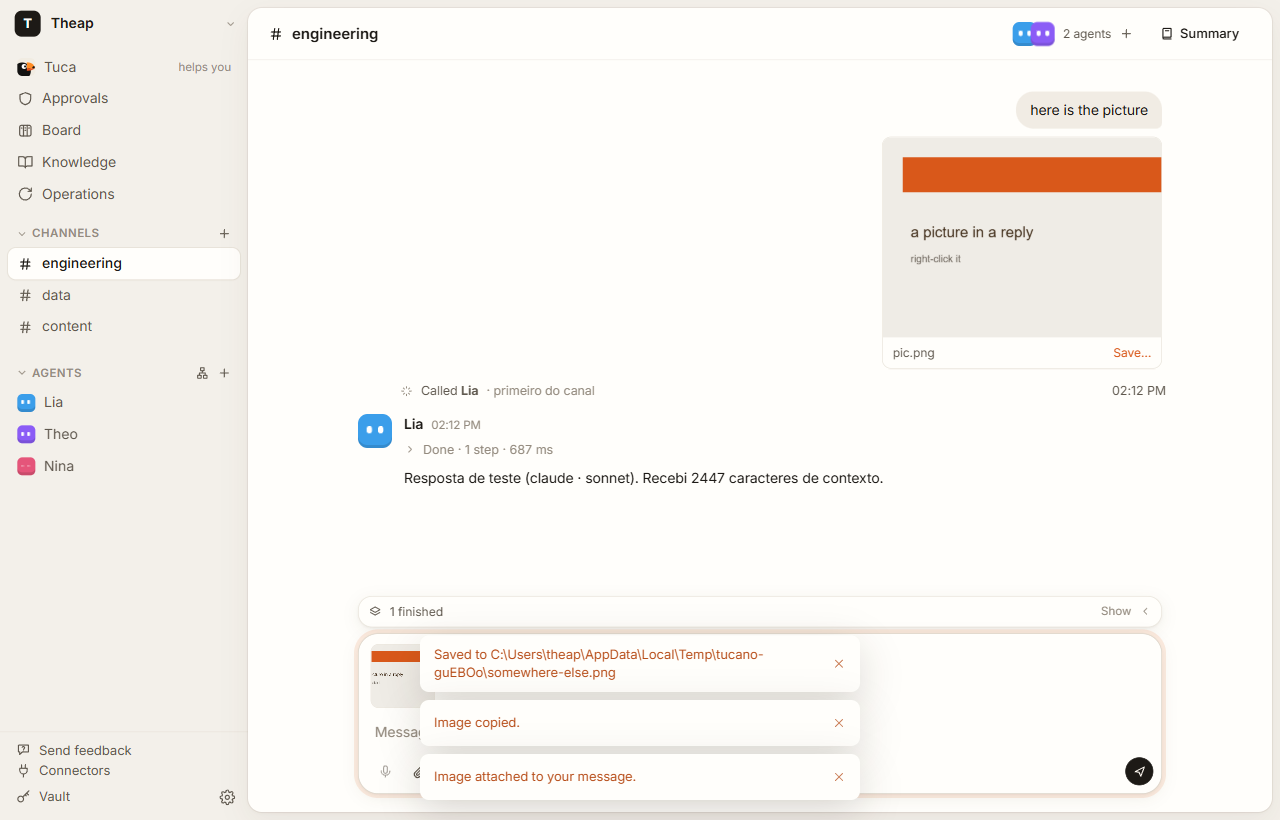 T Theap
Tuca helps you
Approvals
Board
Knowledge
Operations
CHANNELS
# engineering
# data
# content
AGENTS
Lia
Theo
Nina
Send feedback
Connectors
Vault
# engineering
2 agents +
Summary
here is the picture
a picture in a reply
right-click it
pic.png Save...
Called Lia · primeiro do canal 02:12 PM
Lia 02:12 PM
Done · 1 step · 687 ms
Resposta de teste (claude · sonnet). Recebi 2447 caracteres de contexto.
1 finished Show
Saved to C:\Users\theap\AppData\Local\Temp\tucano-
guEBOo\somewhere-else.png
Image copied.
Image attached to your message.